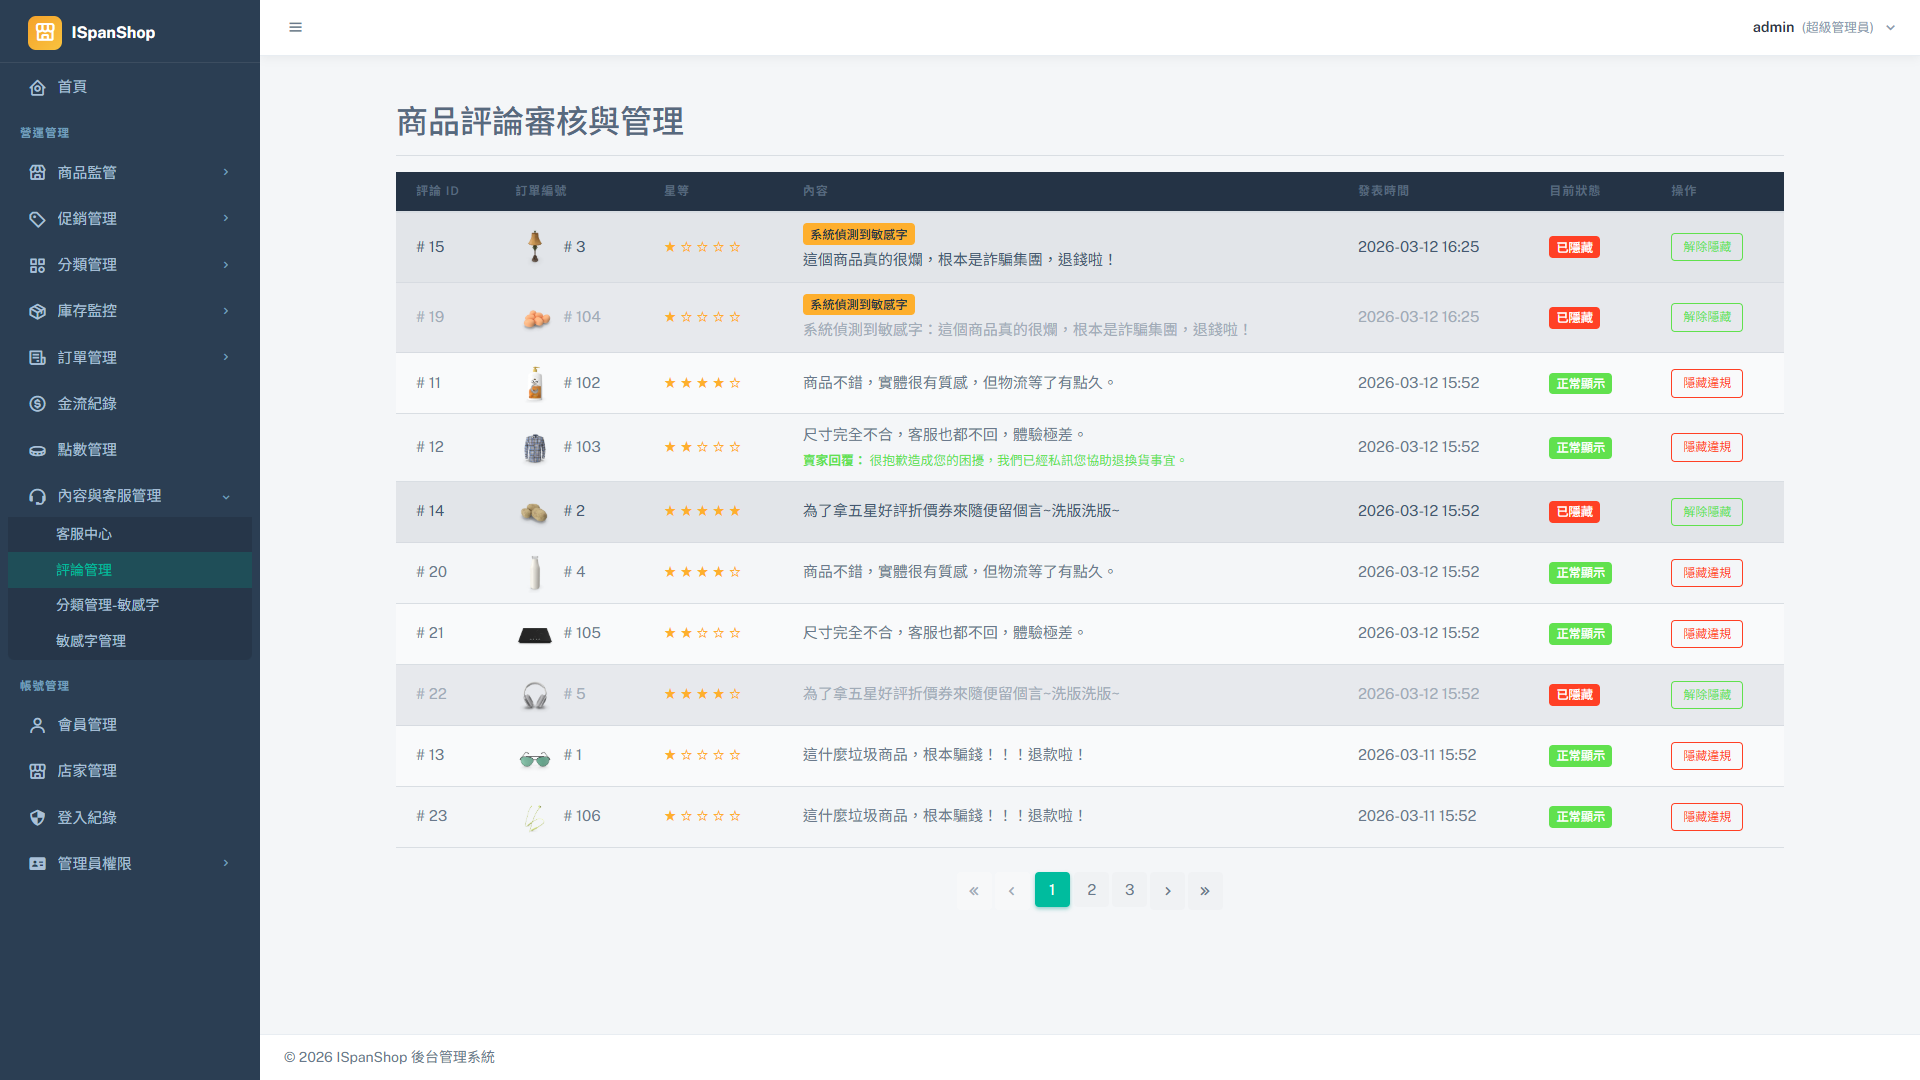 ISpanShop
admin (超級管理員)
首頁
營運管理
商品監管
促銷管理
分類管理
庫存監控
訂單管理
金流紀錄
點數管理
內容與客服管理
客服中心
評論管理
分類管理-敏感字
敏感字管理
帳號管理
會員管理
店家管理
登入紀錄
管理員權限
商品評論審核與管理
評論 ID 訂單編號 星等 內容 發表時間 目前狀態 操作
# 15 # 3 ★☆☆☆☆ 系統偵測到敏感字
這個商品真的很爛，根本是詐騙集團，退錢啦！ 2026-03-12 16:25 已隱藏 解除隱藏
# 19 # 104 ★☆☆☆☆ 系統偵測到敏感字
系統偵測到敏感字：這個商品真的很爛，根本是詐騙集團，退錢啦！ 2026-03-12 16:25 已隱藏 解除隱藏
# 11 # 102 ★★★★☆ 商品不錯，實體很有質感，但物流等了有點久。 2026-03-12 15:52 正常顯示 隱藏違規
# 12 # 103 ★★☆☆☆ 尺寸完全不合，客服也都不回，體驗極差。 2026-03-12 15:52 正常顯示 隱藏違規
賣家回覆： 很抱歉造成您的困擾，我們已經私訊您協助退換貨事宜。
# 14 # 2 ★★★★★ 為了拿五星好評折價券來隨便留個言~洗版洗版~ 2026-03-12 15:52 已隱藏 解除隱藏
# 20 # 4 ★★★★☆ 商品不錯，實體很有質感，但物流等了有點久。 2026-03-12 15:52 正常顯示 隱藏違規
# 21 # 105 ★★☆☆☆ 尺寸完全不合，客服也都不回，體驗極差。 2026-03-12 15:52 正常顯示 隱藏違規
# 22 # 5 ★★★★☆ 為了拿五星好評折價券來隨便留個言~洗版洗版~ 2026-03-12 15:52 已隱藏 解除隱藏
# 13 # 1 ★☆☆☆☆ 這什麼垃圾商品，根本騙錢！！！退款啦！ 2026-03-11 15:52 正常顯示 隱藏違規
# 23 # 106 ★☆☆☆☆ 這什麼垃圾商品，根本騙錢！！！退款啦！ 2026-03-11 15:52 正常顯示 隱藏違規
« ‹ 1 2 3 › »
© 2026 ISpanShop 後台管理系統